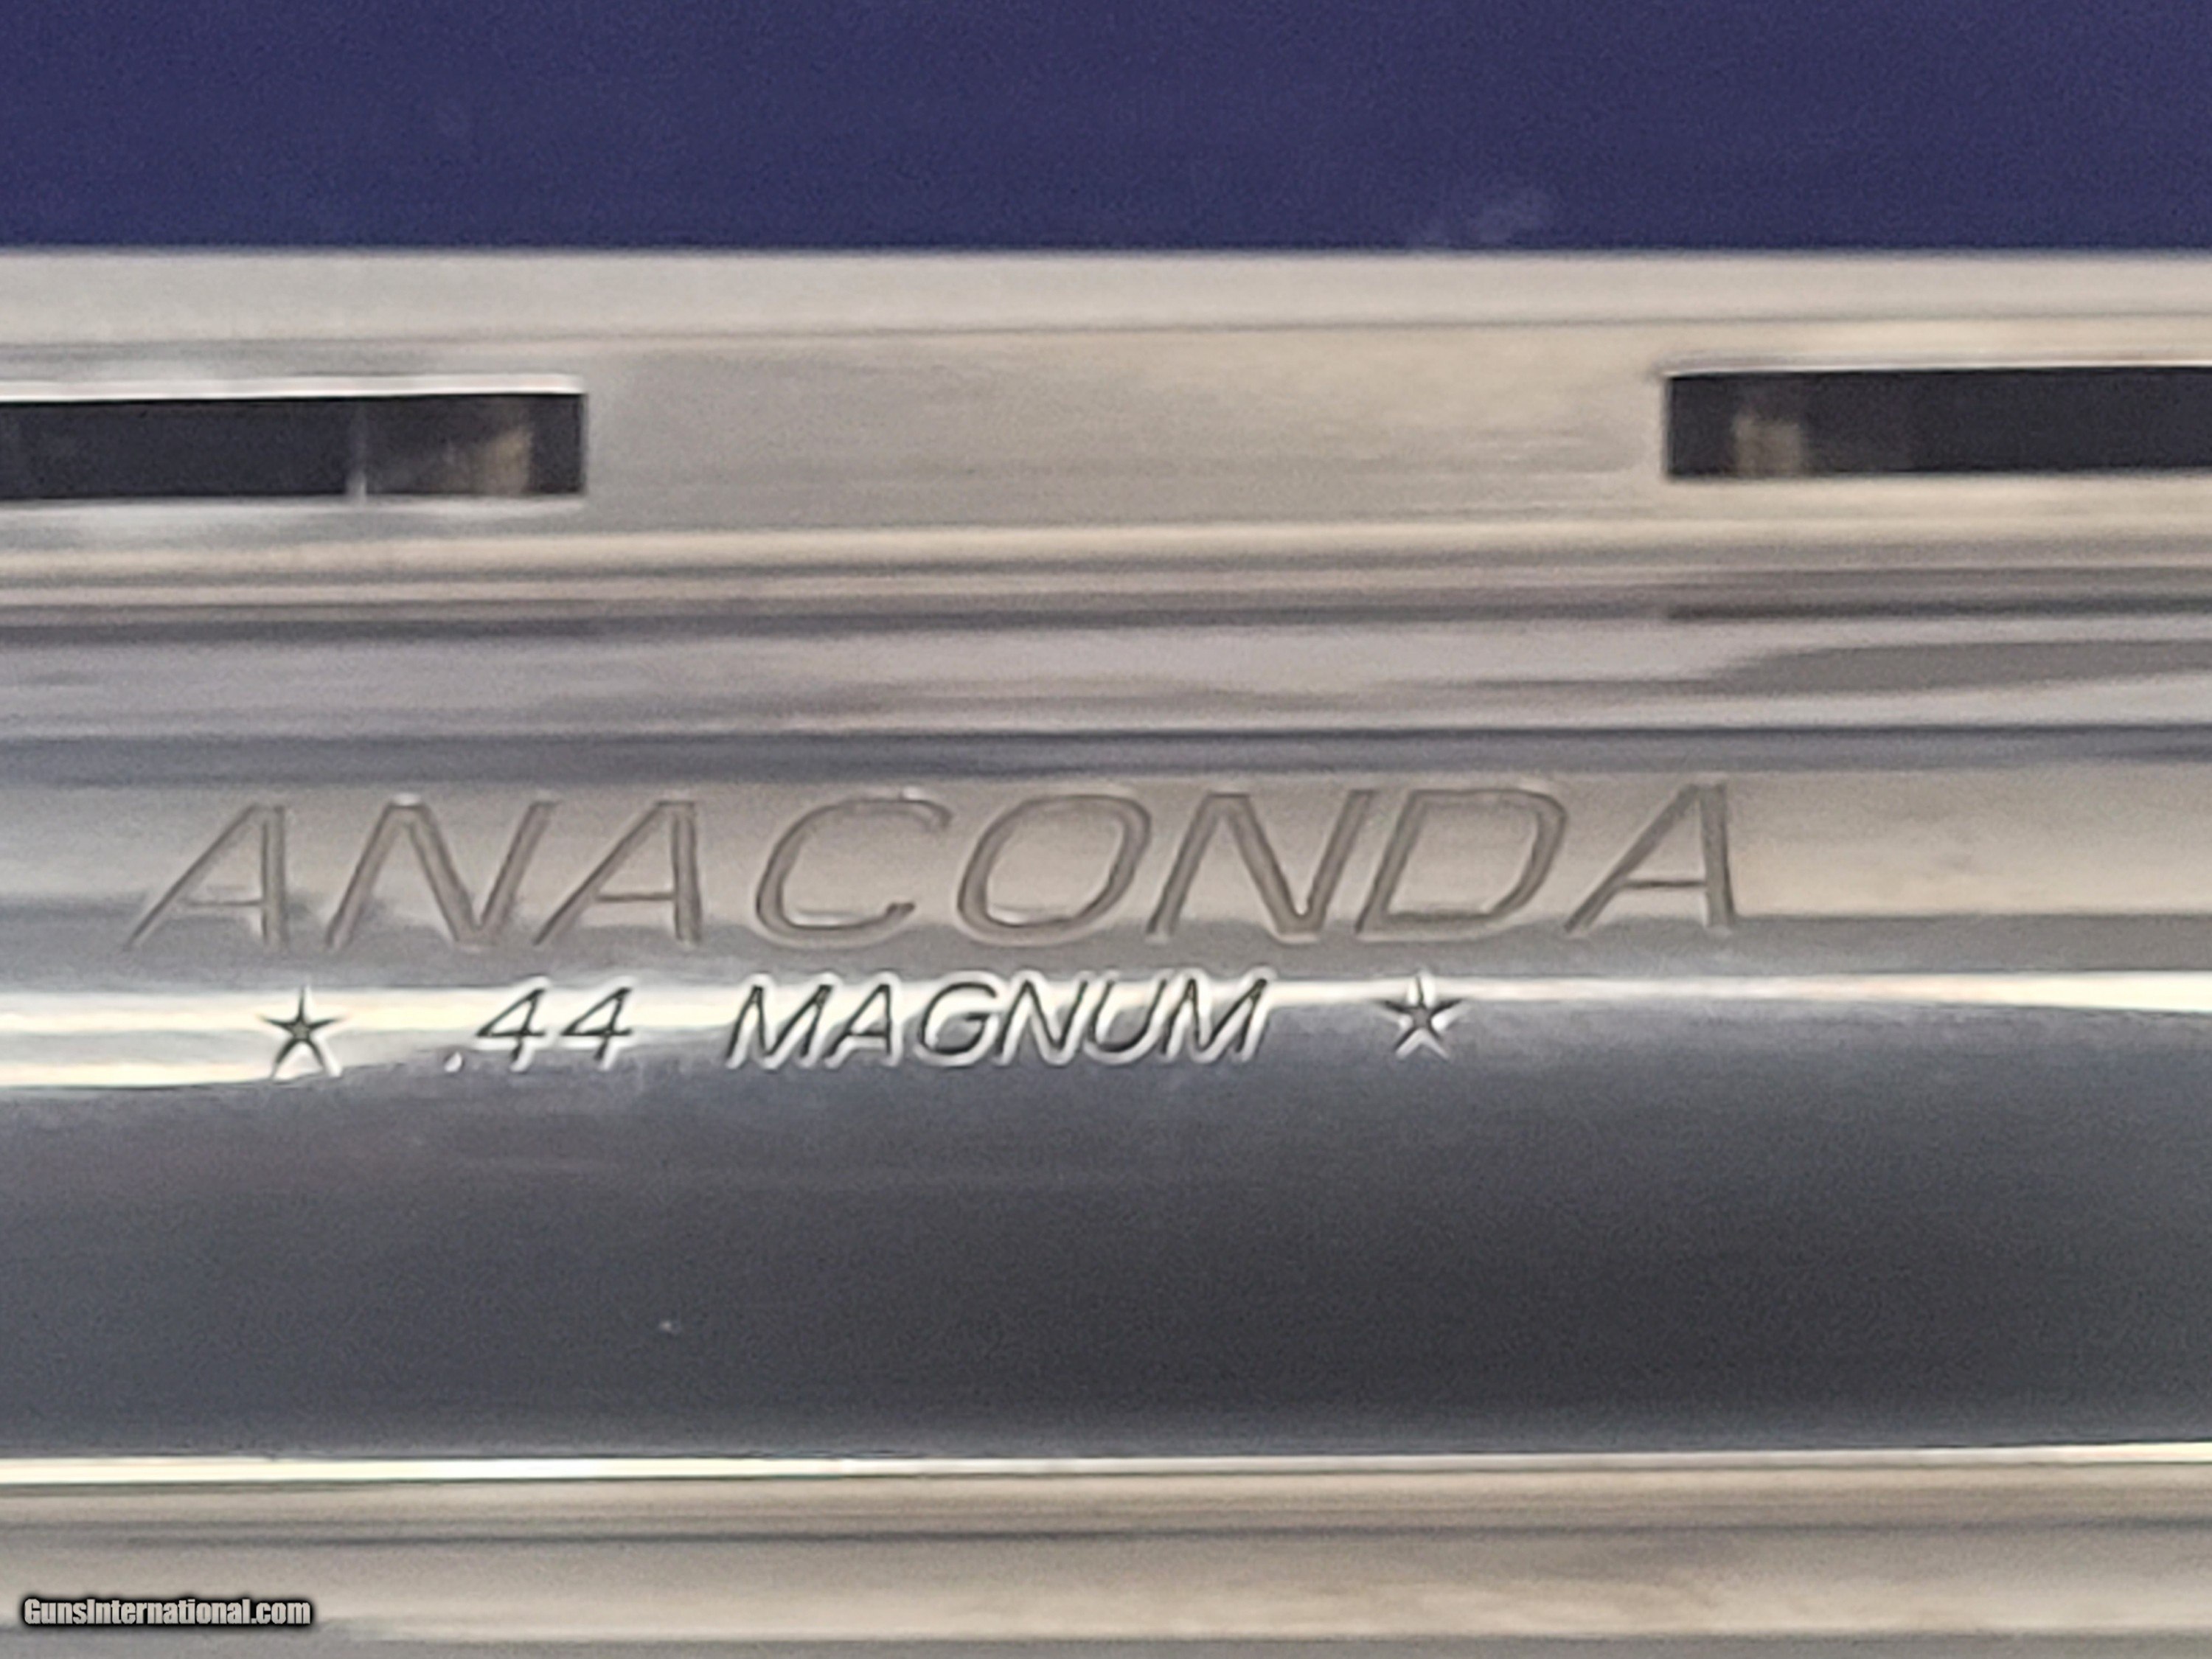 ANACONDA
★ .44 MAGNUM ★
GunsInternational.com